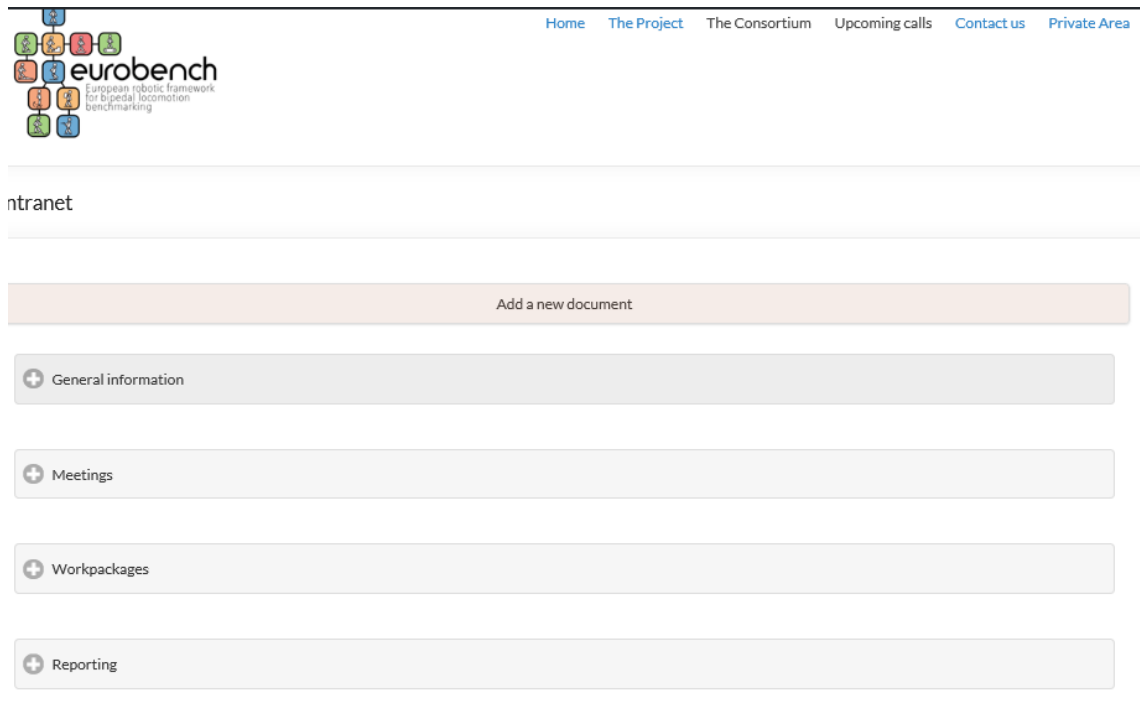 Home The Project The Consortium Upcoming calls Contact us Private Area
eurobench
European robotic framework
for bipedal locomotion
benchmarking
ntranet
Add a new document
General information
Meetings
Workpackages
Reporting